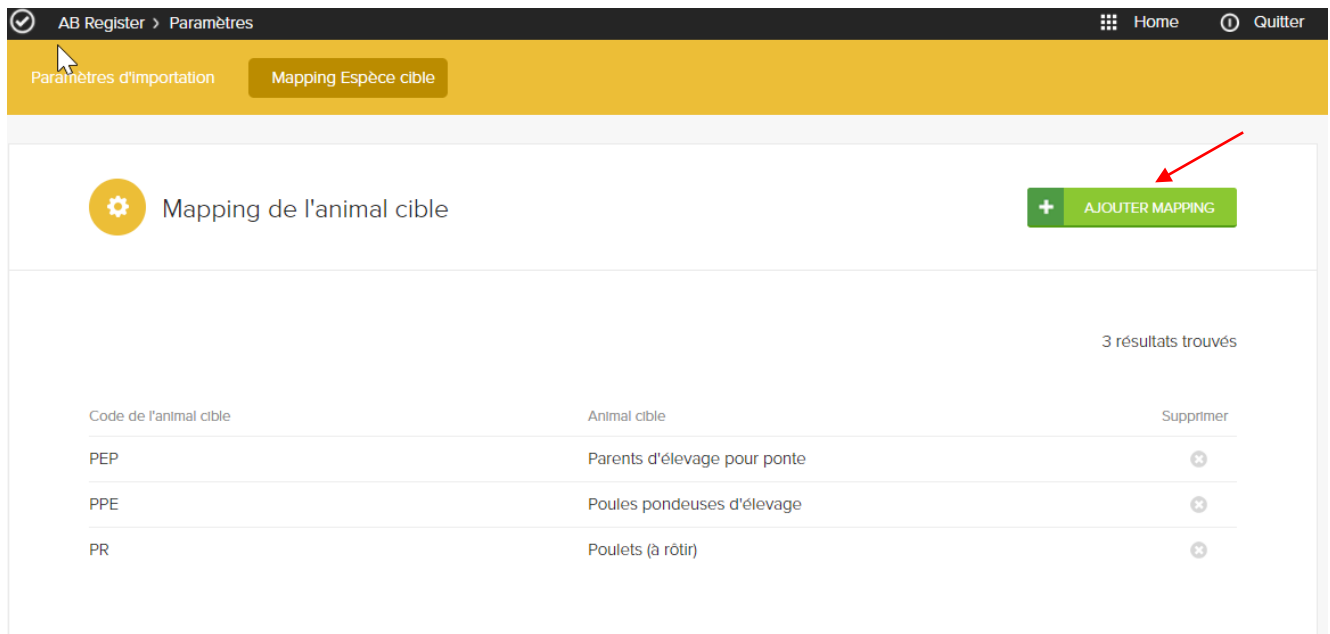 AB Register > Paramètres Home Quitter
Paramètres d'importation Mapping Espèce cible
Mapping de l'animal cible + AJOUTER MAPPING
3 résultats trouvés
Code de l'animal cible Animal cible Supprimer
PEP Parents d'élevage pour ponte
PPE Poules pondeuses d'élevage
PR Poulets (à rôtir)